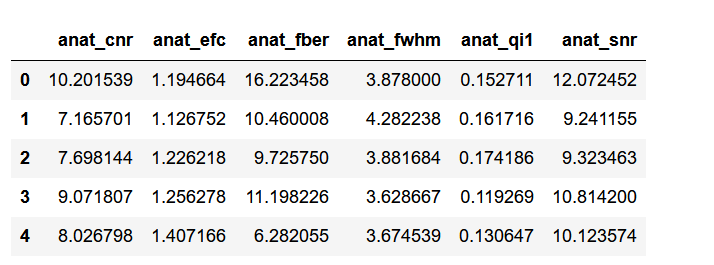 anat_cnr anat_efc anat_fber anat_fwhm anat_qi1 anat_snr
0 10.201539 1.194664 16.223458 3.878000 0.152711 12.072452
1 7.165701 1.126752 10.460008 4.282238 0.161716 9.241155
2 7.698144 1.226218 9.725750 3.881684 0.174186 9.323463
3 9.071807 1.256278 11.198226 3.628667 0.119269 10.814200
4 8.026798 1.407166 6.282055 3.674539 0.130647 10.123574